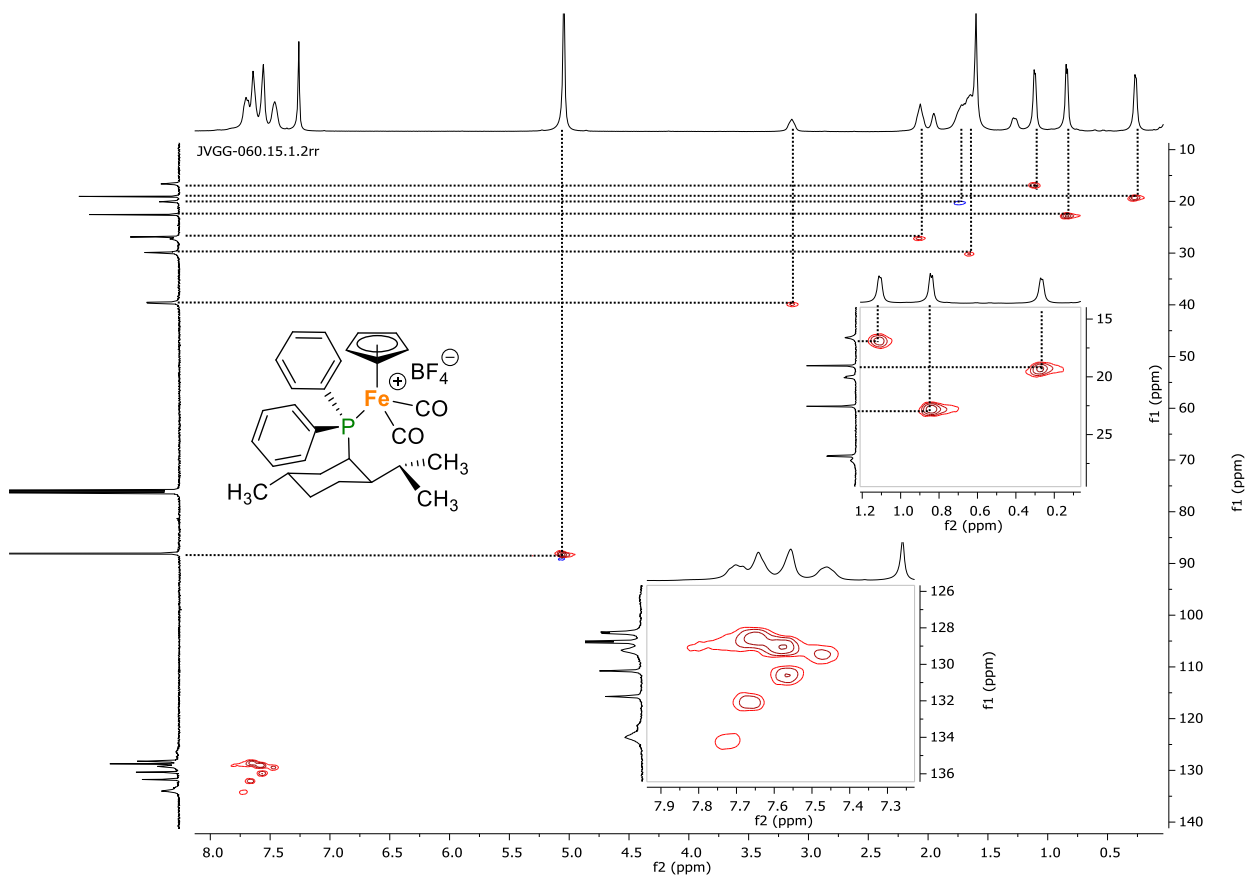 JVGG-060.15.1.2rr
10
20
30
40
50
60
70
80
90
100
110
120
130
140
f1 (ppm)
8.0 7.5 7.0 6.5 6.0 5.5 5.0 4.5 4.0 3.5 3.0 2.5 2.0 1.5 1.0 0.5
f2 (ppm)
BF4 −
Fe +
CO
CO
P
CH3
CH3
H3C
15
20
25
f1 (ppm)
1.2 1.0 0.8 0.6 0.4 0.2
f2 (ppm)
126
128
130
132
134
136
f1 (ppm)
7.9 7.8 7.7 7.6 7.5 7.4 7.3
f2 (ppm)